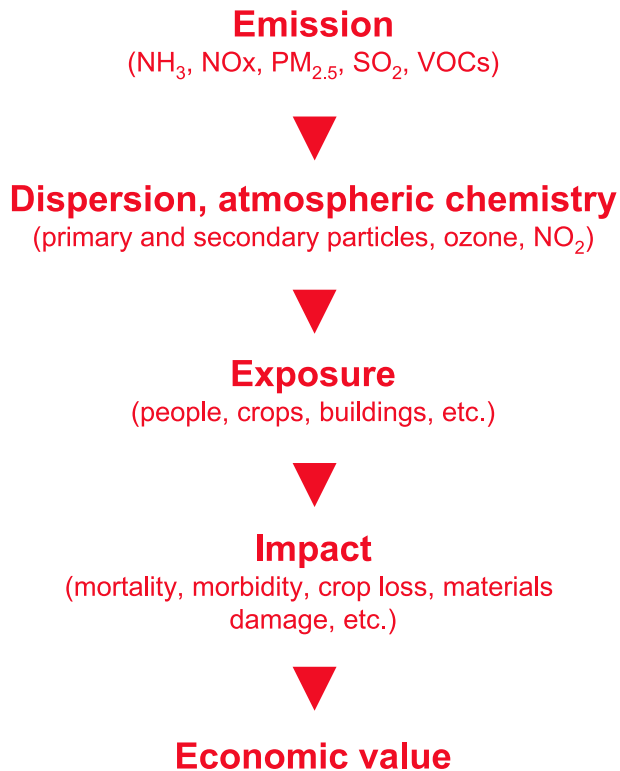 Emission
(NH₃, NOx, PM₂.₅, SO₂, VOCs)
Dispersion, atmospheric chemistry
(primary and secondary particles, ozone, NO₂)
Exposure
(people, crops, buildings, etc.)
Impact
(mortality, morbidity, crop loss, materials
damage, etc.)
Economic value